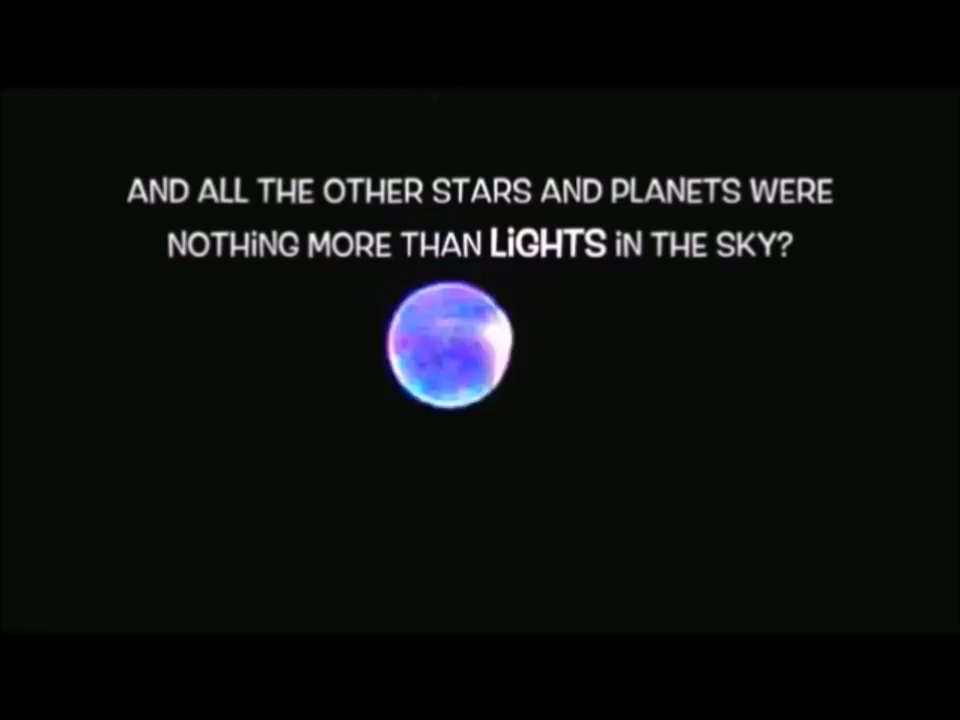 AND ALL THE OTHER STARS AND PLANETS WERE
NOTHiNG MORE THAN LiGHTS iN THE SKY?